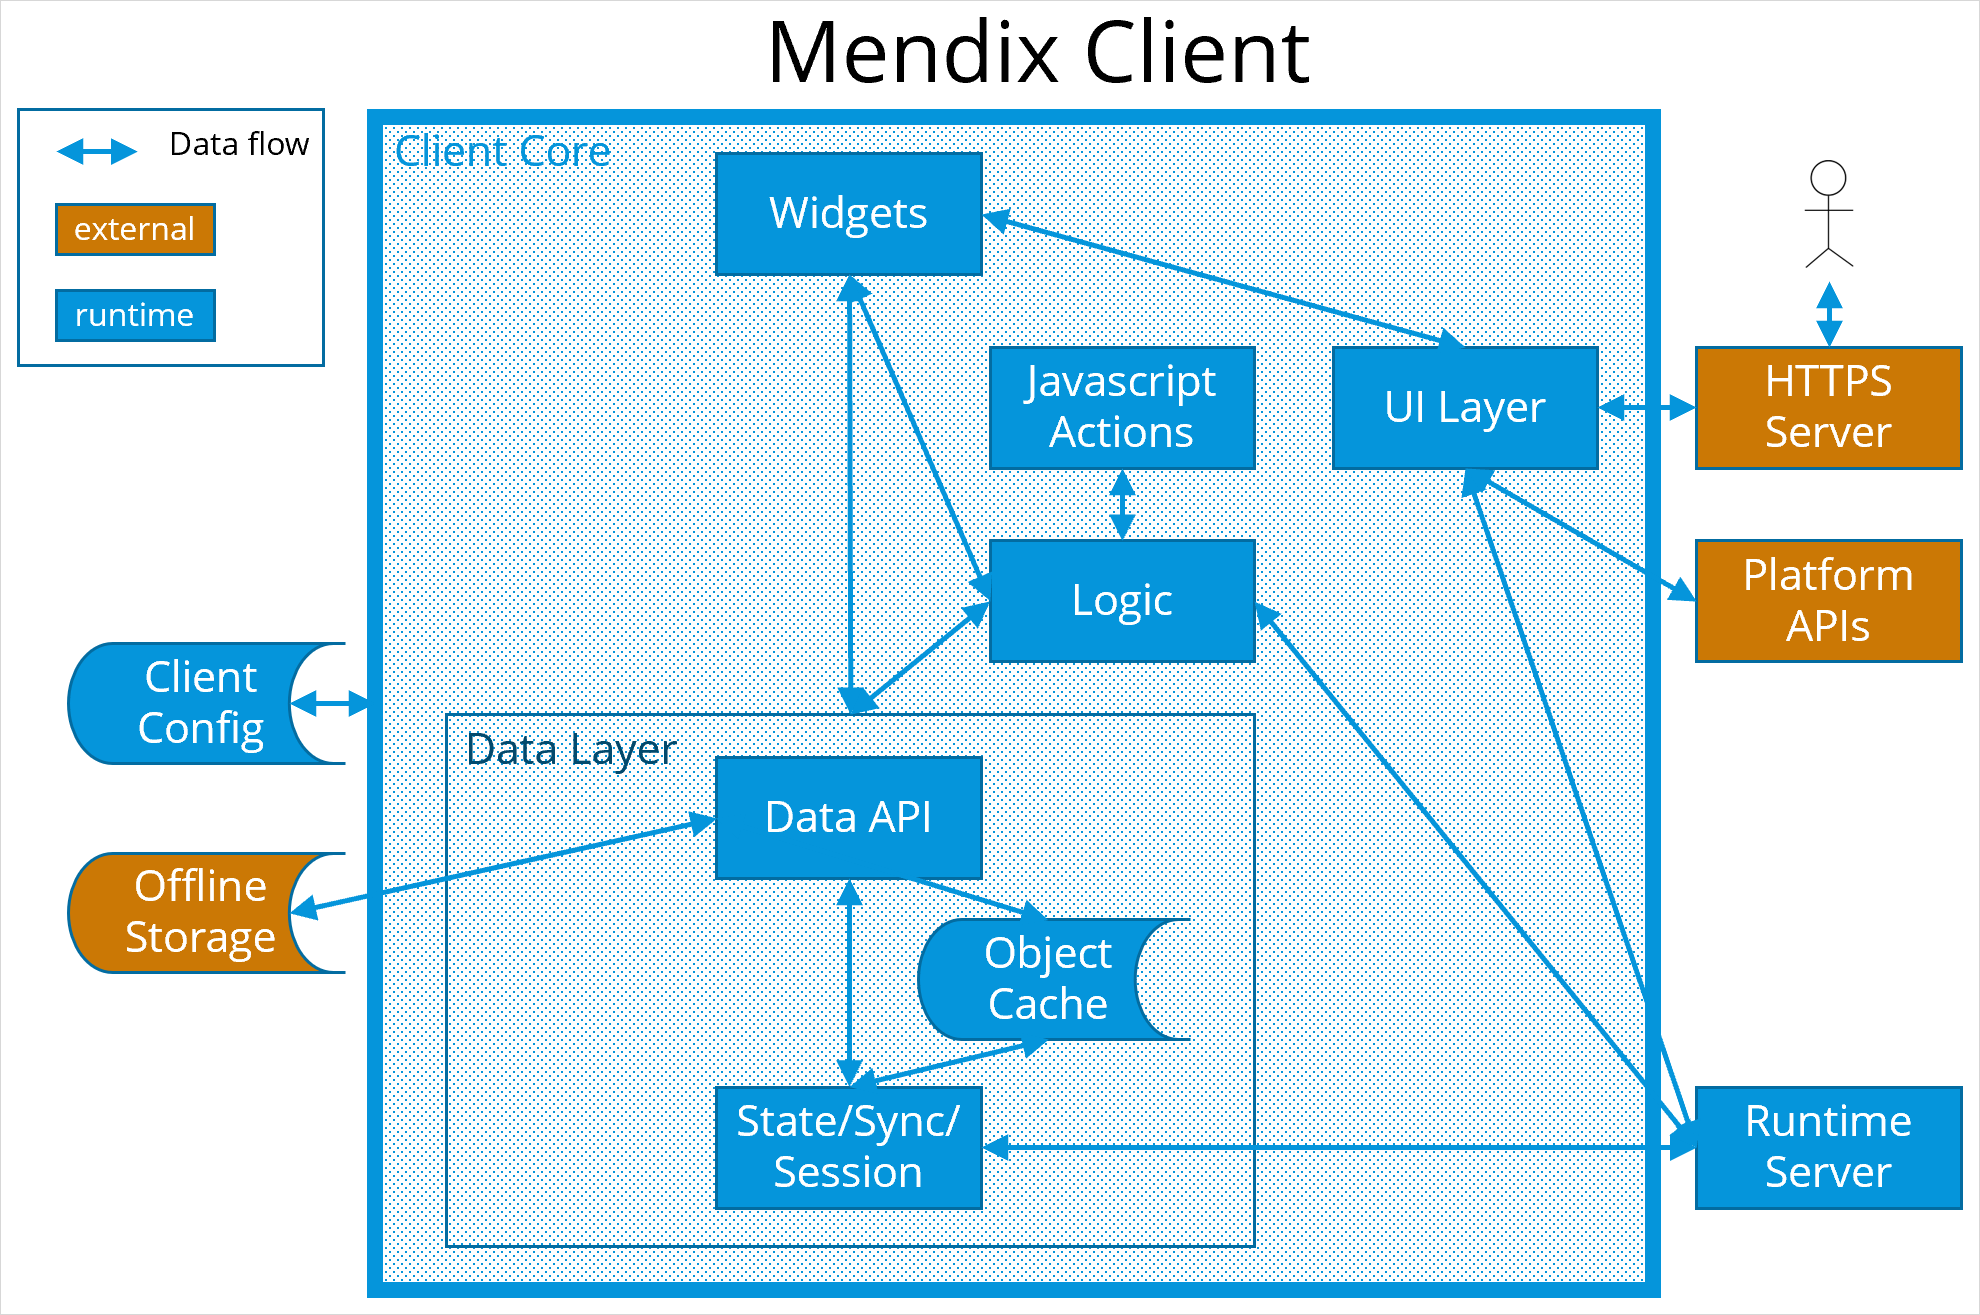 Mendix Client
Data flow
external
runtime
Client Core
Widgets
Javascript
Actions
UI Layer
HTTPS
Server
Logic
Platform
APIs
Client
Config
Data Layer
Data API
Offline
Storage
Object
Cache
State/Sync/
Session
Runtime
Server